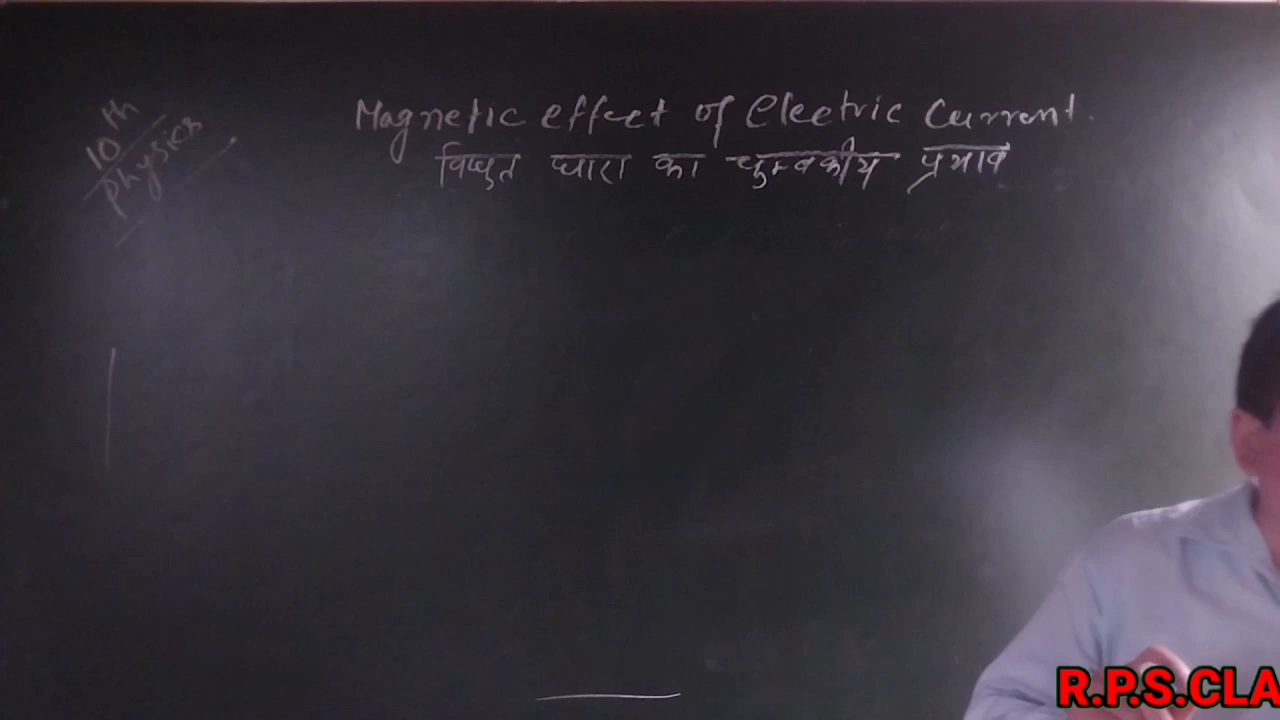 10th
physics
Magnetic effect of electric current.
विद्युत धारा का चुम्बकीय प्रभाव
R.P.S.CLA